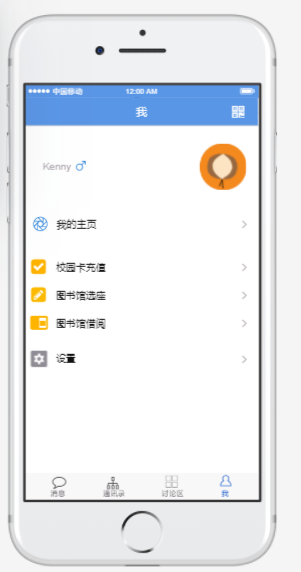 中国移动 12:00 AM
我
Kenny
我的主页
校园卡充值
图书馆选座
图书馆借阅
设置
消息 通讯录 讨论区 我